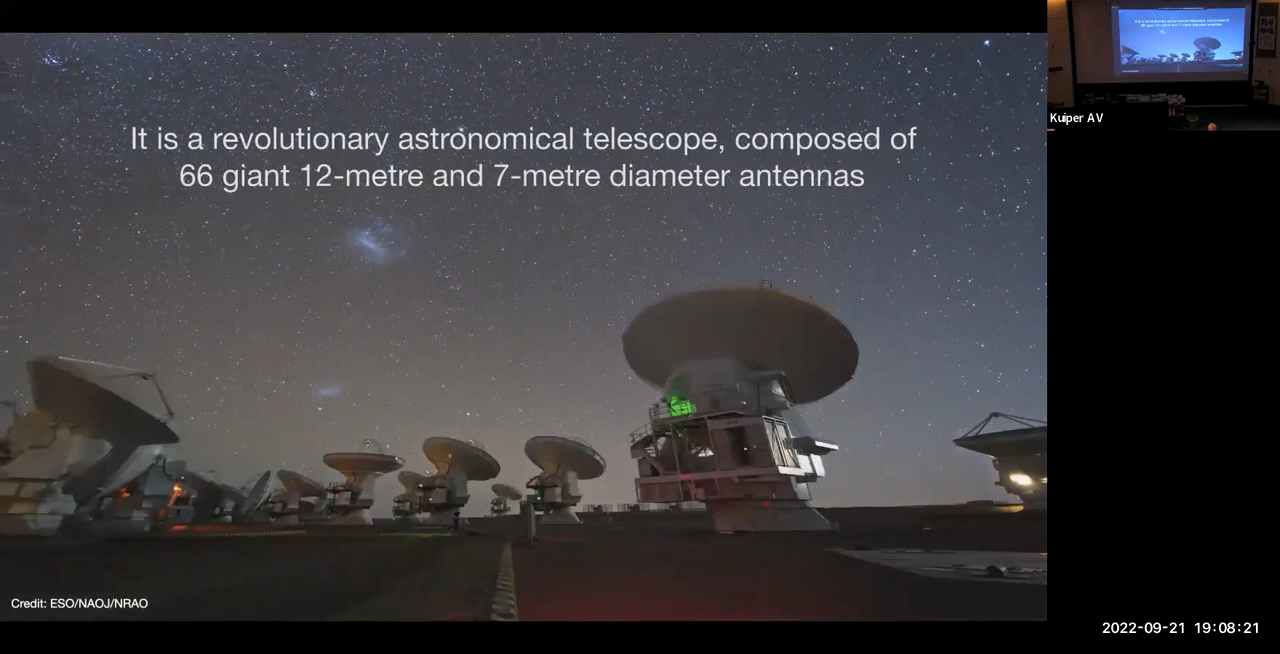 It is a revolutionary astronomical telescope, composed of
66 giant 12-metre and 7-metre diameter antennas
Credit: ESO/NAOJ/NRAO
Kuiper AV
2022-09-21 19:08:21